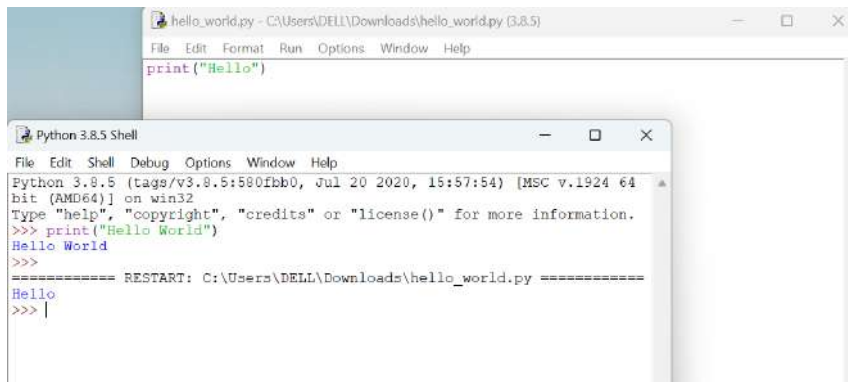 hello_world.py - C:\Users\DELL\Downloads\hello_world.py (3.8.5)
File Edit Format Run Options Window Help
print("Hello")
Python 3.8.5 Shell
File Edit Shell Debug Options Window Help
Python 3.8.5 (tags/v3.8.5:580fbb0, Jul 20 2020, 15:57:54) [MSC v.1924 64
bit (AMD64)] on win32
Type "help", "copyright", "credits" or "license()" for more information.
>>> print("Hello World")
Hello World
>>>
============ RESTART: C:\Users\DELL\Downloads\hello_world.py ============
Hello
>>>